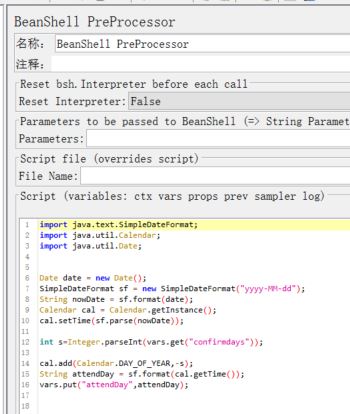 BeanShell PreProcessor
名称: BeanShell PreProcessor
注释:
Reset bsh.Interpreter before each call
Reset Interpreter: False
Parameters to be passed to BeanShell (=> String Paramet
Parameters:
Script file (overrides script)
File Name:
Script (variables: ctx vars props prev sampler log)
1 import java.text.SimpleDateFormat;
2 import java.util.Calendar;
3 import java.util.Date;
4
5
6 Date date = new Date();
7 SimpleDateFormat sf = new SimpleDateFormat("yyyy-MM-dd");
8 String nowDate = sf.format(date);
9 Calendar cal = Calendar.getInstance();
10 cal.setTime(sf.parse(nowDate));
11
12 int s=Integer.parseInt(vars.get("confirmdays"));
13
14 cal.add(Calendar.DAY_OF_YEAR,-s);
15 String attendDay = sf.format(cal.getTime());
16 vars.put("attendDay",attendDay);
17
18